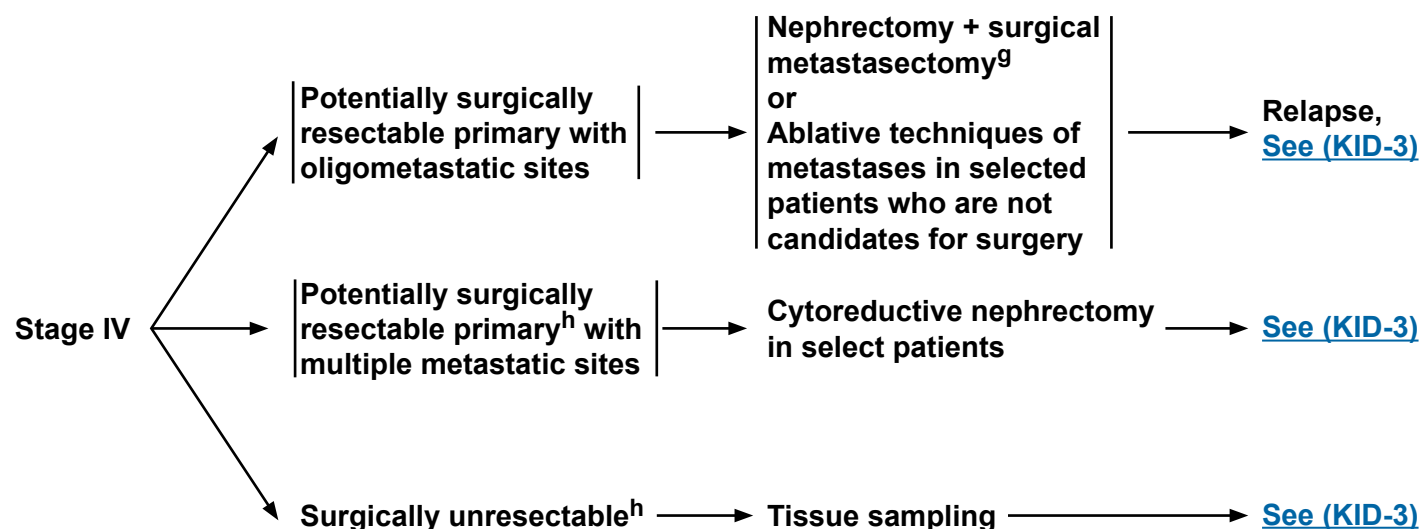 Potentially surgically
resectable primary with
oligometastatic sites
Nephrectomy + surgical
metastasectomyg
or
Ablative techniques of
metastases in selected
patients who are not
candidates for surgery
Relapse,
See (KID-3)
Stage IV
Potentially surgically
resectable primaryh with
multiple metastatic sites
Cytoreductive nephrectomy
in select patients
See (KID-3)
Surgically unresectableh
Tissue sampling
See (KID-3)